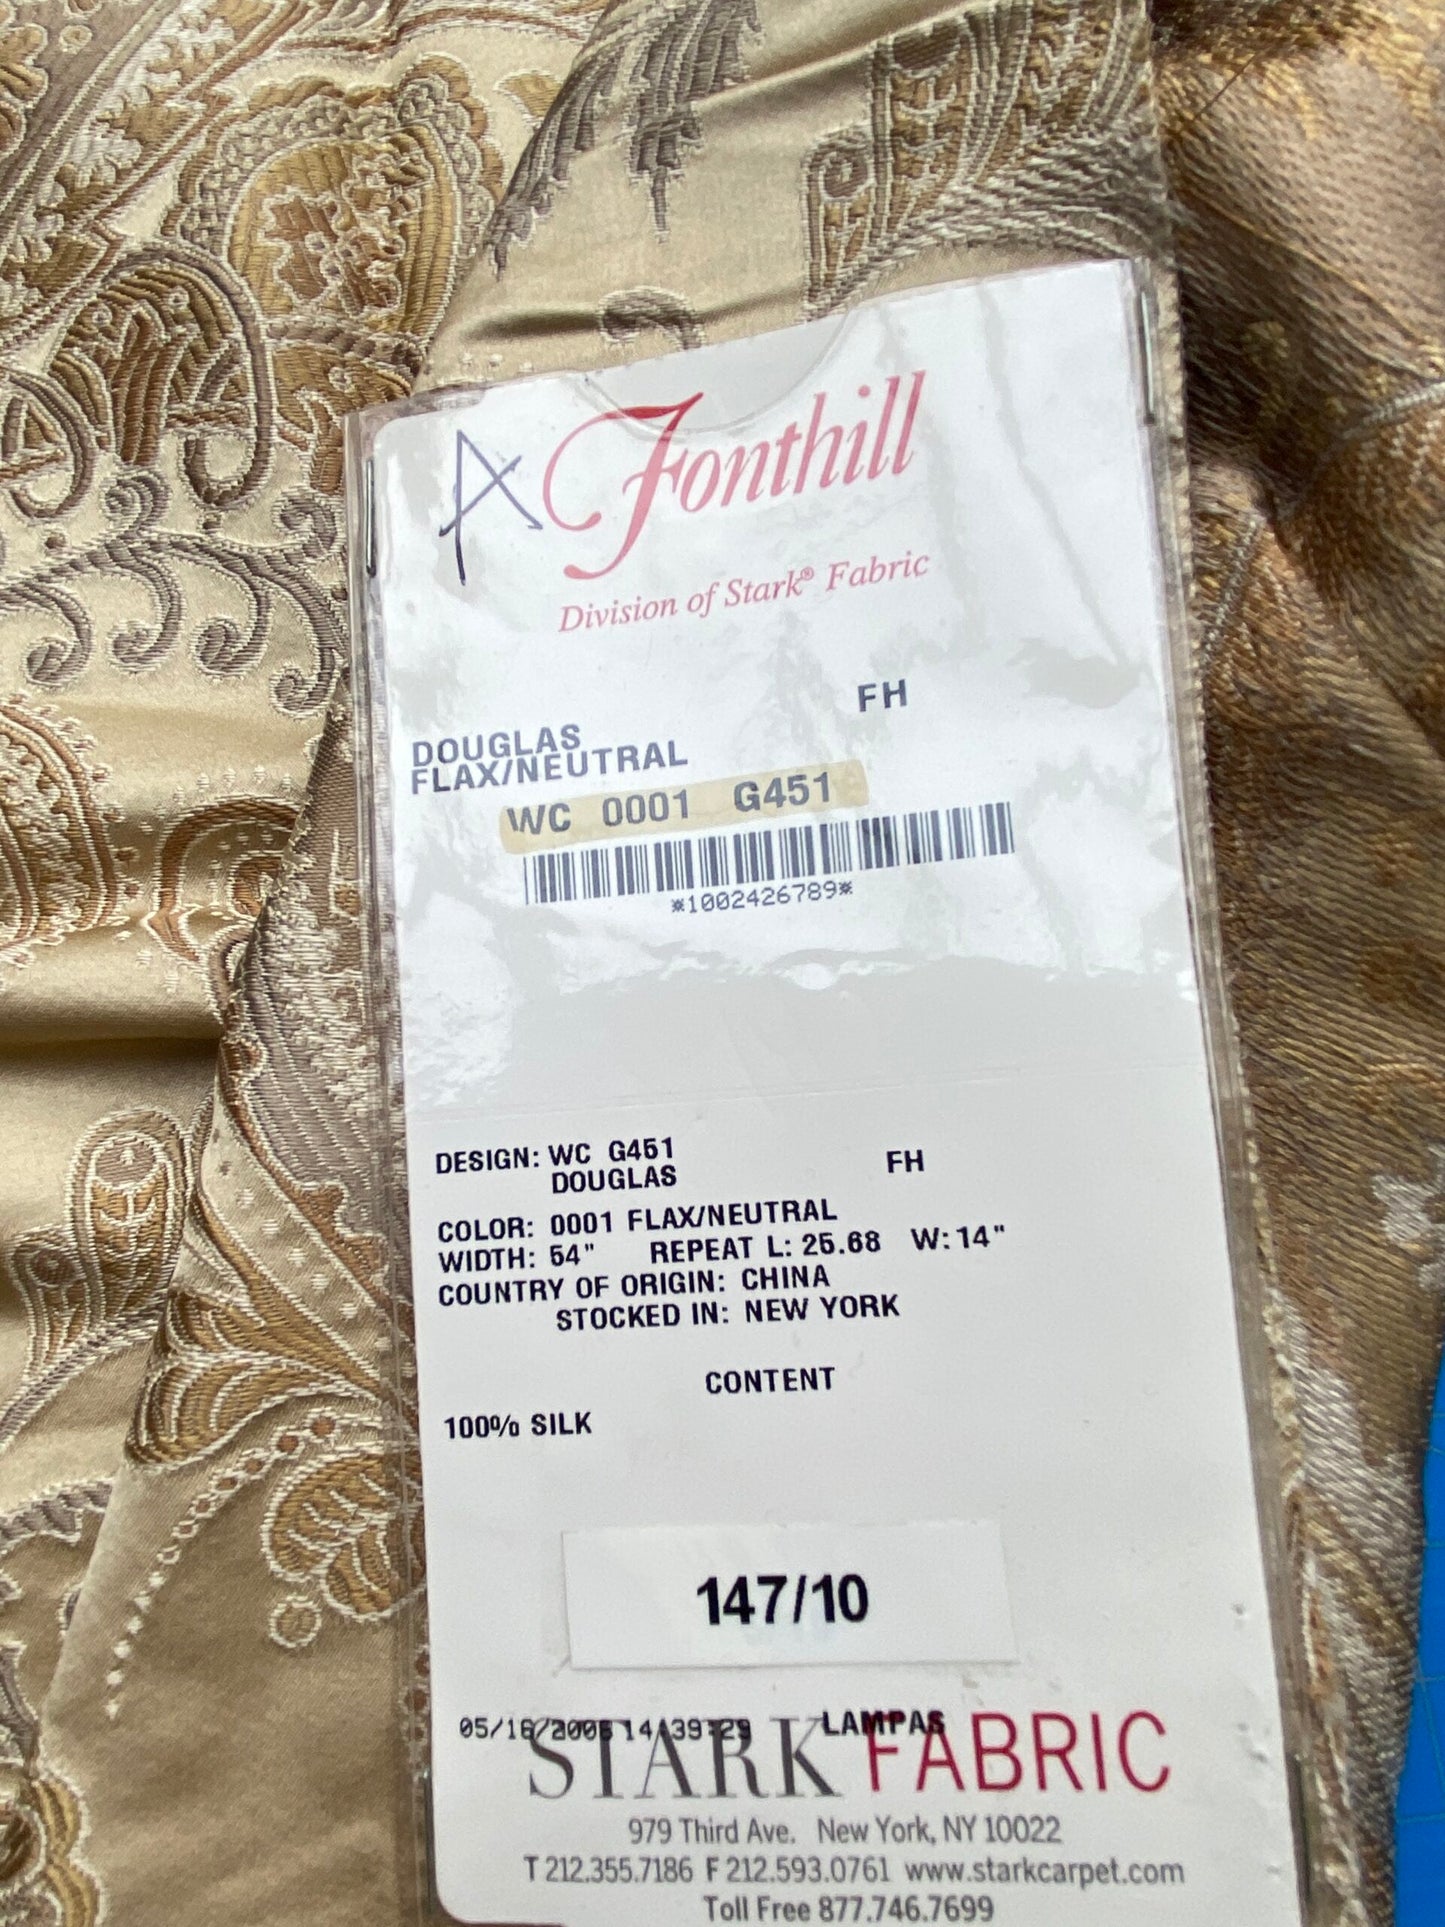 A Fonthill
Division of Stark® Fabric
FH
DOUGLAS
FLAX/NEUTRAL
WC 0001 G451
*1002426789*
DESIGN: WC G451 FH
DOUGLAS
COLOR: 0001 FLAX/NEUTRAL
WIDTH: 54" REPEAT L: 25.68 W: 14"
COUNTRY OF ORIGIN: CHINA
STOCKED IN: NEW YORK
CONTENT
100% SILK
147/10
14:39:29 LAMPAS
STARK FABRIC
979 Third Ave. New York, NY 10022
T 212.355.7186 F 212.593.0761 www.starkcarpet.com
Toll Free 877.746.7699